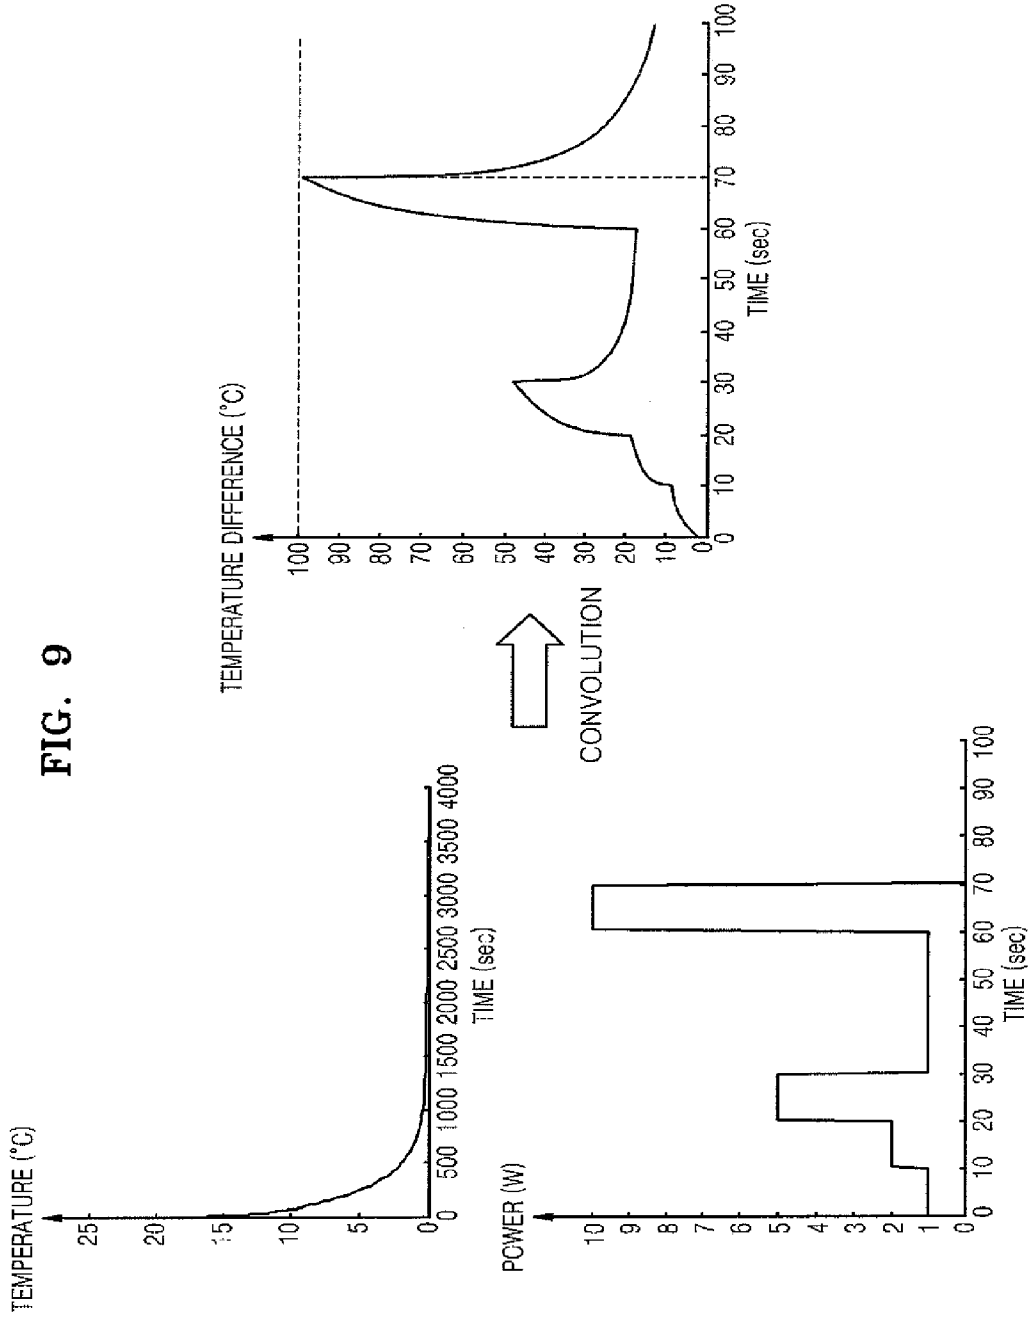 FIG. 9
TEMPERATURE (°C)
25
20
15
10
5
0
0 500 1000 1500 2000 2500 3000 3500 4000
TIME (sec)
POWER (W)
10
9
8
7
6
5
4
3
2
1
0
0 10 20 30 40 50 60 70 80 90 100
TIME (sec)
CONVOLUTION
TEMPERATURE DIFFERENCE (°C)
100
90
80
70
60
50
40
30
20
10
0
0 10 20 30 40 50 60 70 80 90 100
TIME (sec)